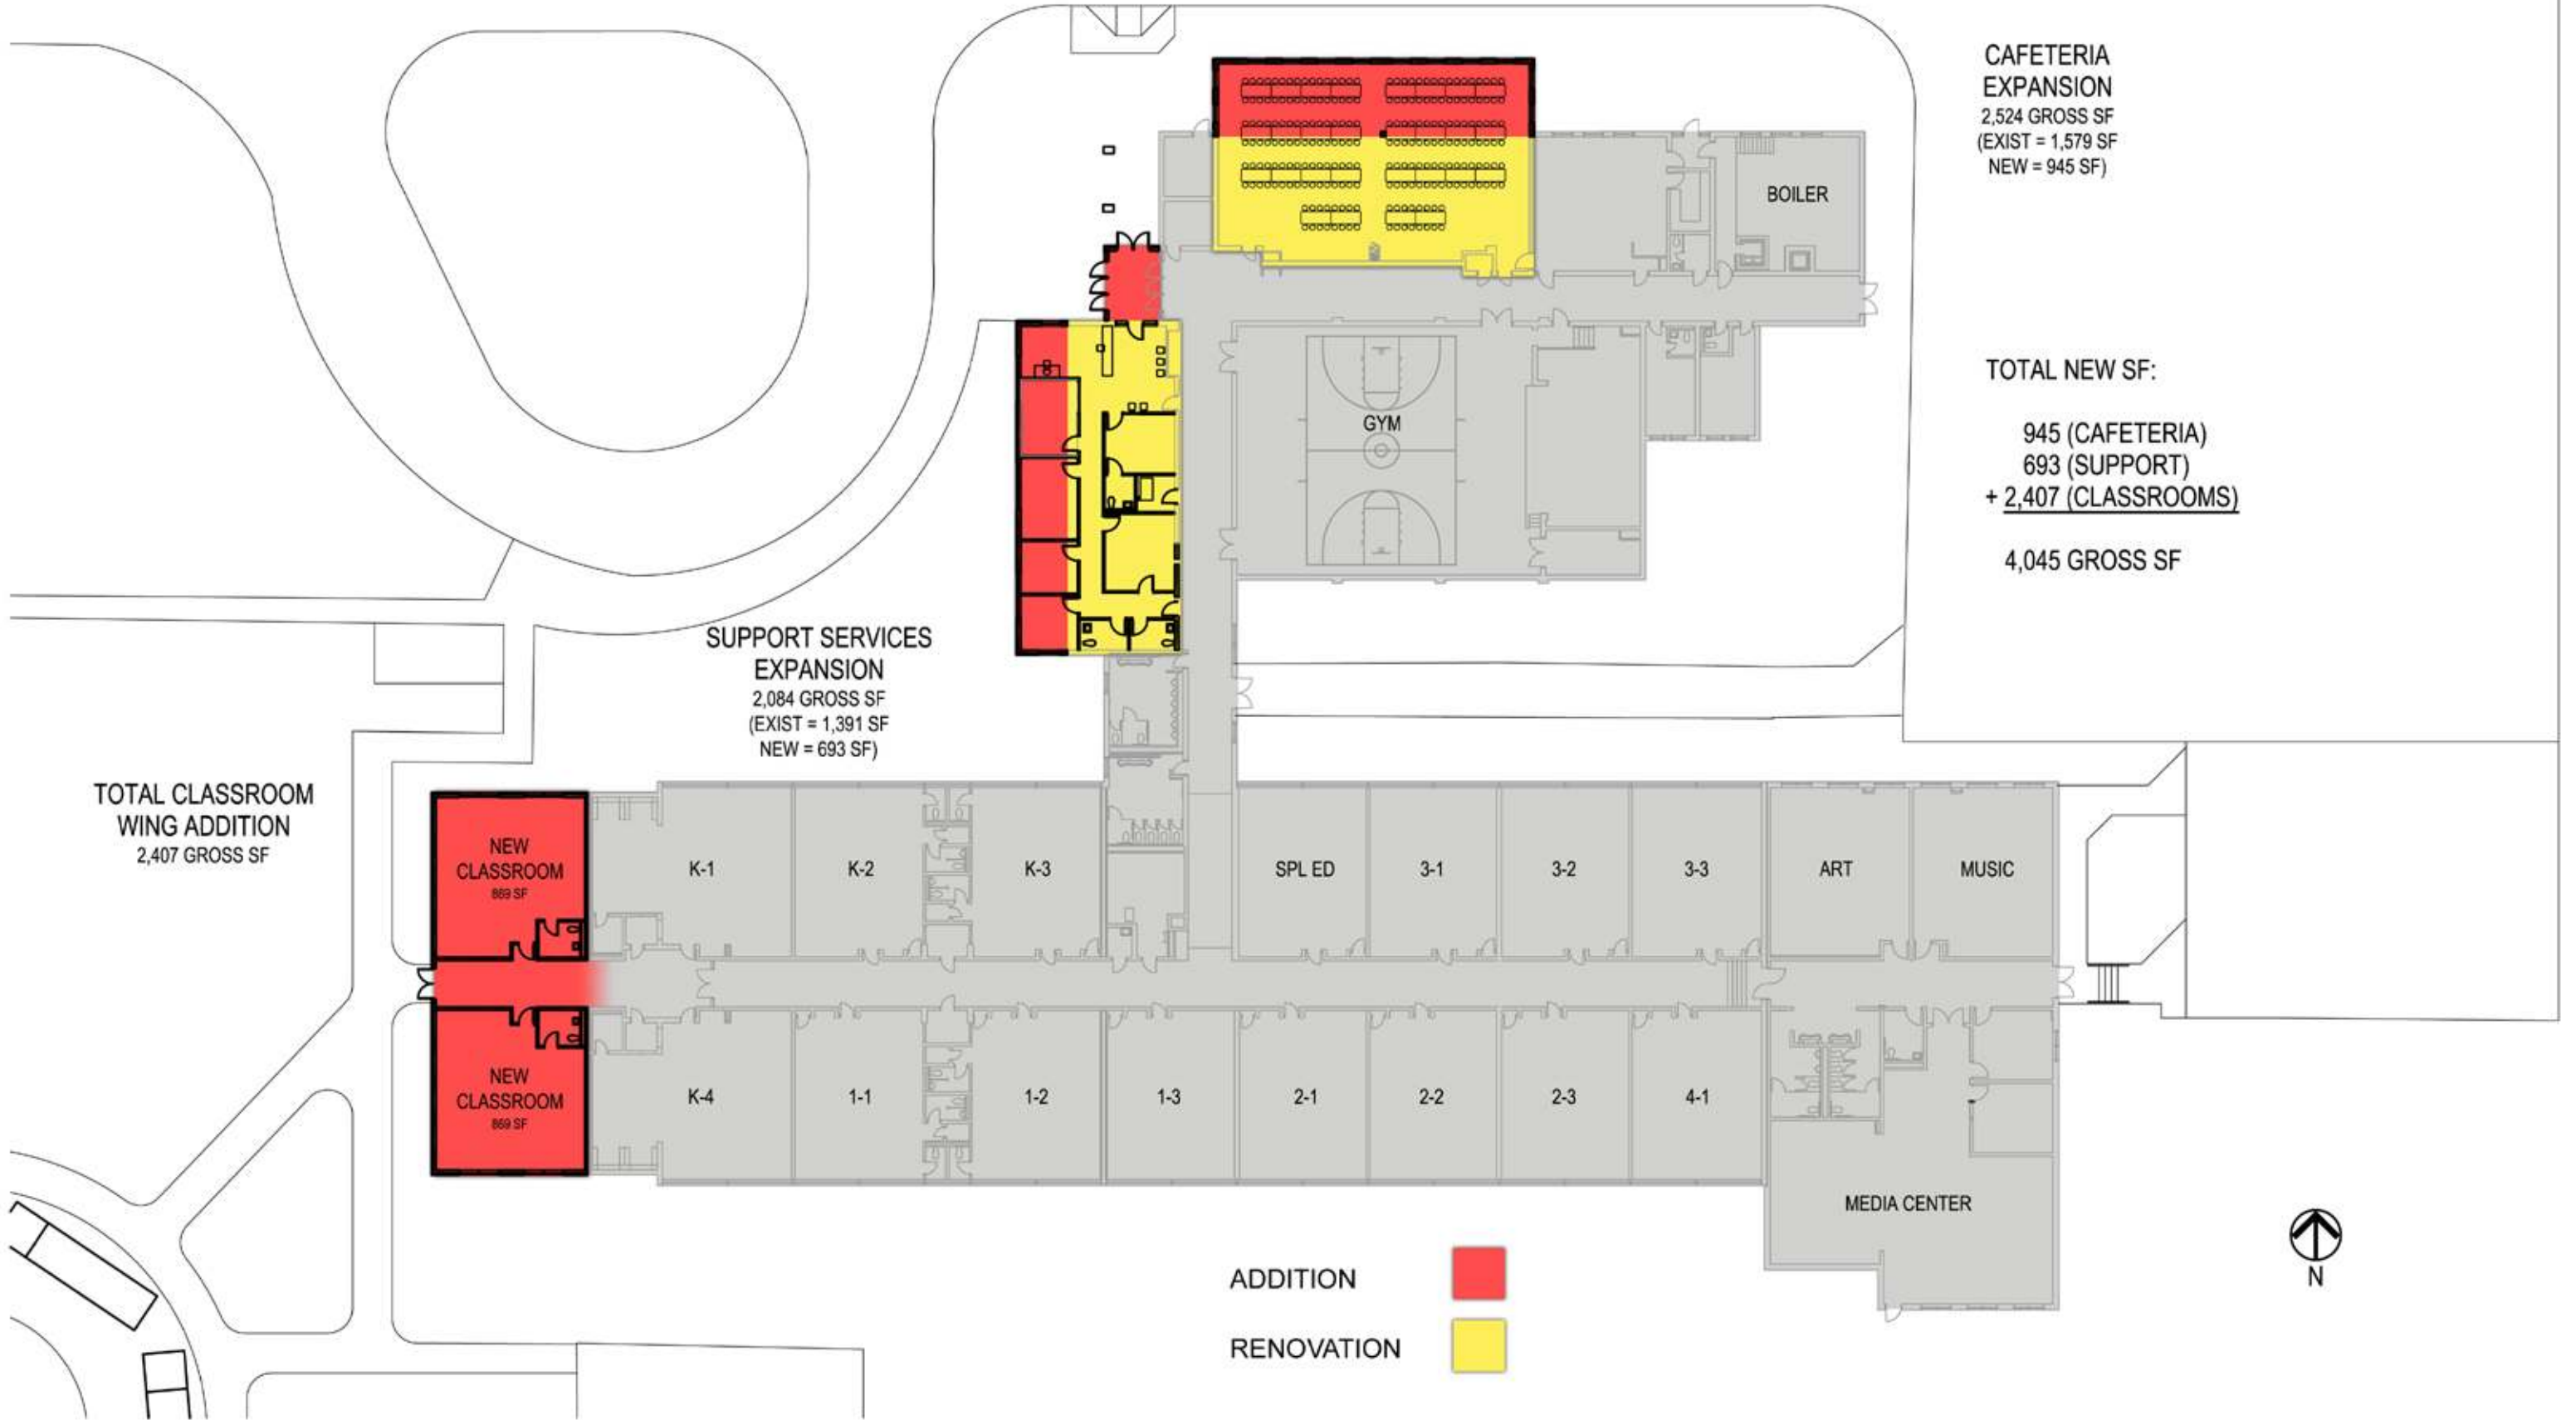 CAFETERIA
EXPANSION
2,524 GROSS SF
(EXIST = 1,579 SF
NEW = 945 SF)
BOILER
TOTAL NEW SF:
945 (CAFETERIA)
693 (SUPPORT)
+ 2,407 (CLASSROOMS)
4,045 GROSS SF
GYM
SUPPORT SERVICES
EXPANSION
2,084 GROSS SF
(EXIST = 1,391 SF
NEW = 693 SF)
TOTAL CLASSROOM
WING ADDITION
2,407 GROSS SF
NEW
CLASSROOM
869 SF
K-1
K-2
K-3
SPL ED
3-1
3-2
3-3
ART
MUSIC
NEW
CLASSROOM
869 SF
K-4
1-1
1-2
1-3
2-1
2-2
2-3
4-1
MEDIA CENTER
ADDITION
RENOVATION
N